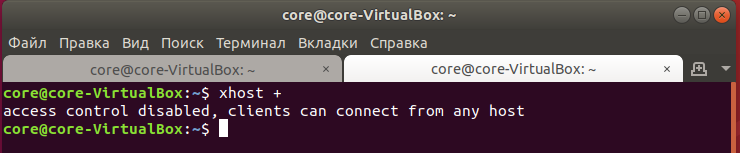 core@core-VirtualBox: ~
Файл Правка Вид Поиск Терминал Вкладки Справка
core@core-VirtualBox: ~ × core@core-VirtualBox: ~ ×
core@core-VirtualBox:~$ xhost +
access control disabled, clients can connect from any host
core@core-VirtualBox:~$